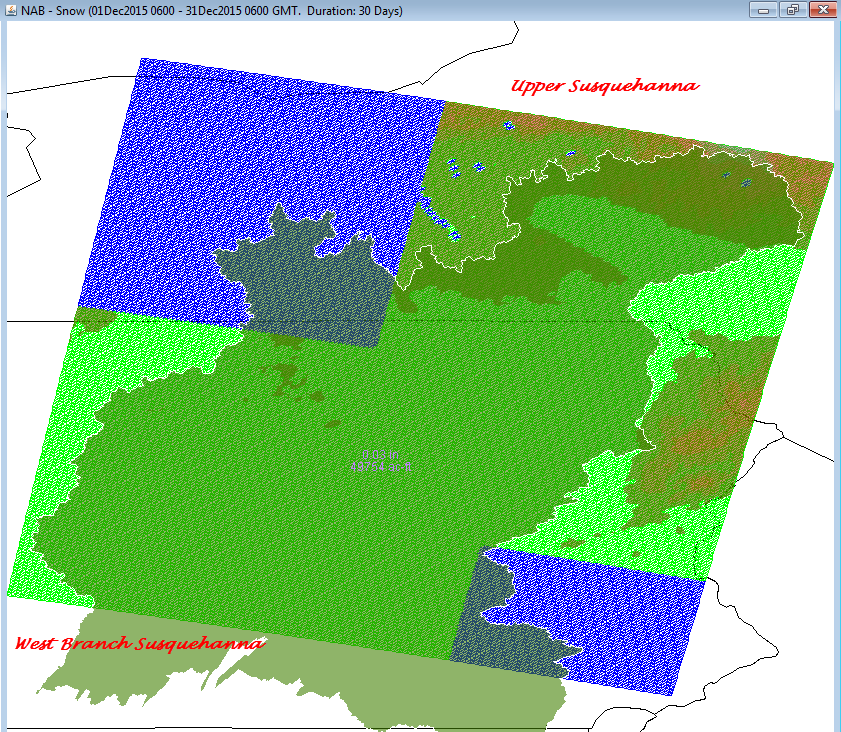 NAB - Snow (01Dec2015 0600 - 31Dec2015 0600 GMT. Duration: 30 Days)
Upper Susquehanna
West Branch Susquehanna